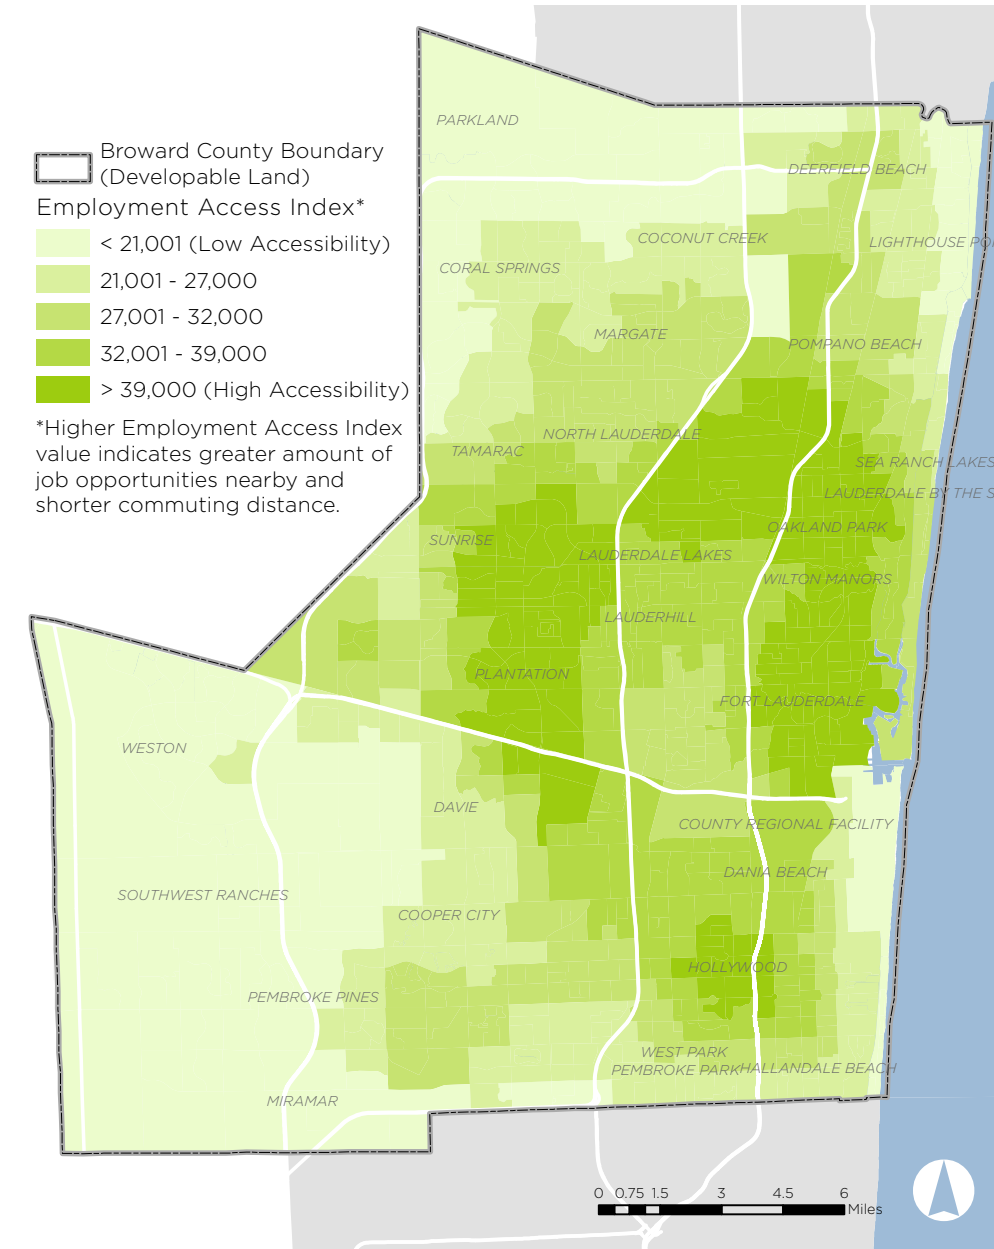 Broward County Boundary
(Developable Land)
Employment Access Index*
< 21,001 (Low Accessibility)
21,001 - 27,000
27,001 - 32,000
32,001 - 39,000
> 39,000 (High Accessibility)
*Higher Employment Access Index
value indicates greater amount of
job opportunities nearby and
shorter commuting distance.
PARKLAND
DEERFIELD BEACH
COCONUT CREEK
LIGHTHOUSE PO
CORAL SPRINGS
MARGATE
POMPANO BEACH
NORTH LAUDERDALE
TAMARAC
SEA RANCH LAKES
LAUDERDALE BY THE S
OAKLAND PARK
SUNRISE
LAUDERDALE LAKES
WILTON MANORS
LAUDERHILL
PLANTATION
FORT LAUDERDALE
WESTON
DAVIE
COUNTY REGIONAL FACILITY
DANIA BEACH
SOUTHWEST RANCHES
COOPER CITY
HOLLYWOOD
PEMBROKE PINES
WEST PARK
PEMBROKE PARK
HALLANDALE BEACH
MIRAMAR
0 0.75 1.5 3 4.5 6
Miles